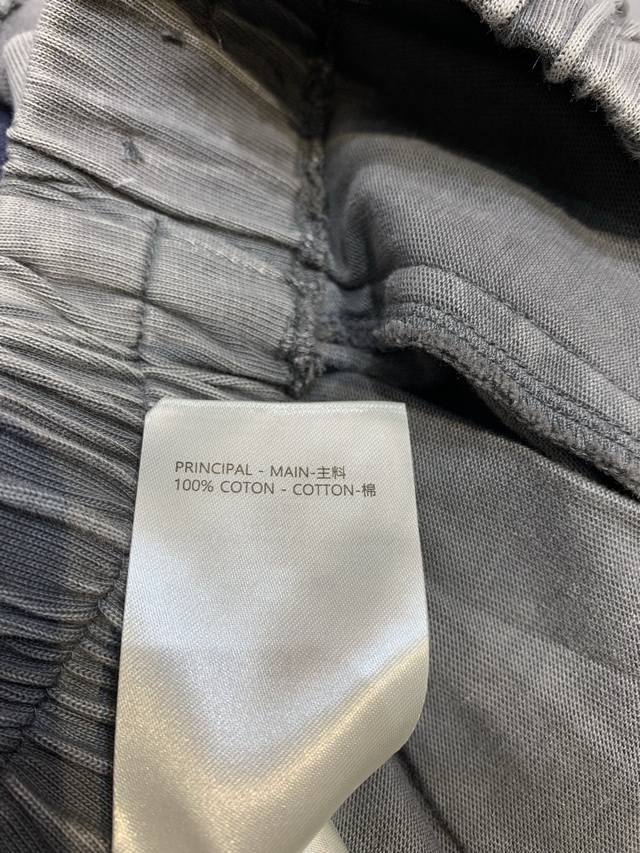 PRINCIPAL - MAIN-主料
100% COTON - COTTON-棉